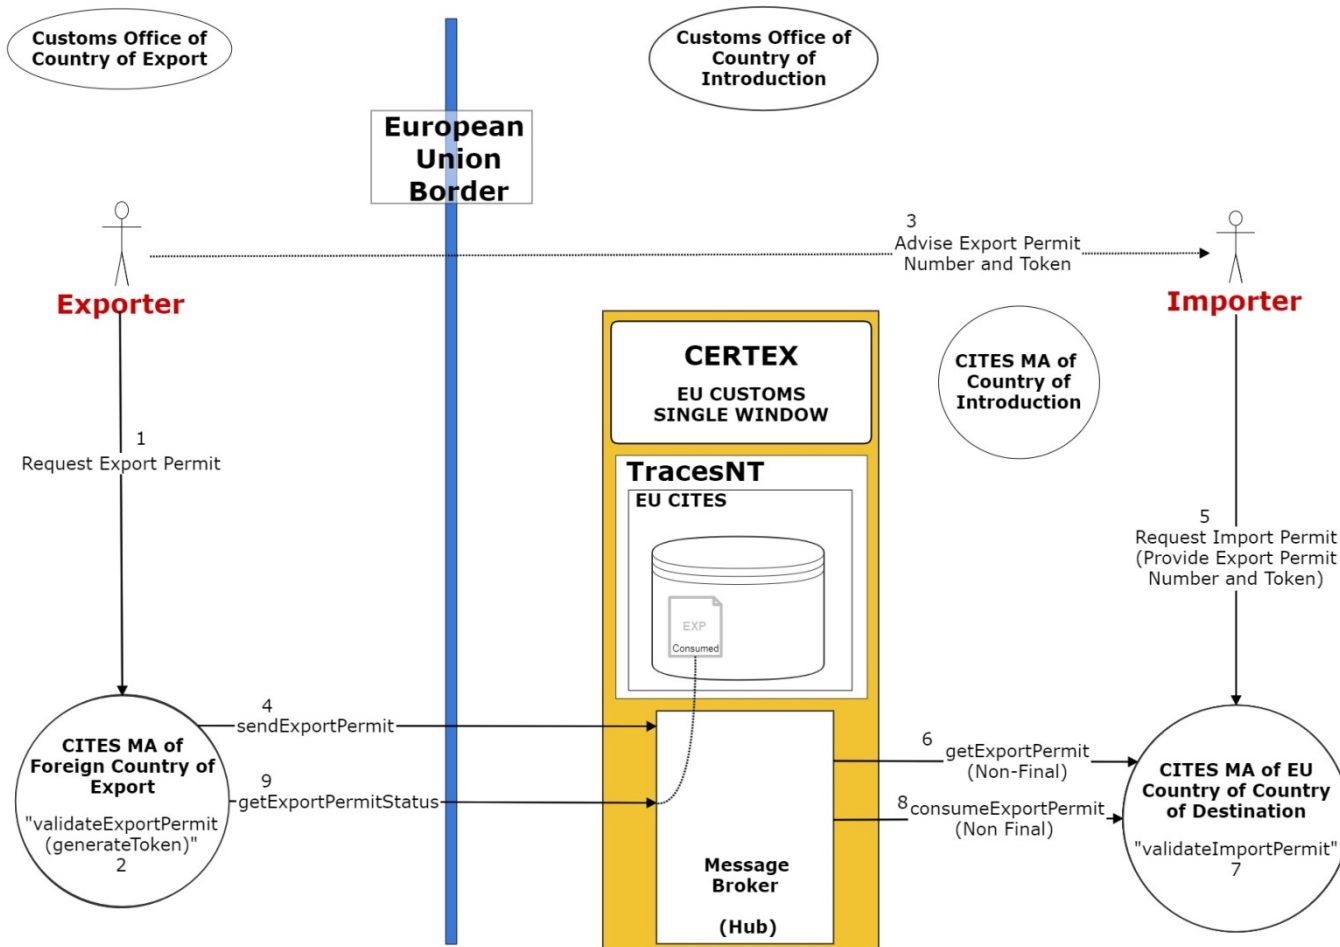 Customs Office of
Country of Export
Customs Office of
Country of
Introduction
European
Union
Border
3
Advise Export Permit
Number and Token
Exporter
Importer
CERTEX
EU CUSTOMS
SINGLE WINDOW
CITES MA of
Country of
Introduction
1
Request Export Permit
TracesNT
EU CITES
EXP
Consumed
5
Request Import Permit
(Provide Export Permit
Number and Token)
4
sendExportPermit
9
getExportPermitStatus
6
getExportPermit
(Non-Final)
8
consumeExportPermit
(Non Final)
CITES MA of
Foreign Country of
Export
"validateExportPermit
(generateToken)"
2
Message
Broker
(Hub)
CITES MA of EU
Country of Country
of Destination
"validateImportPermit"
7